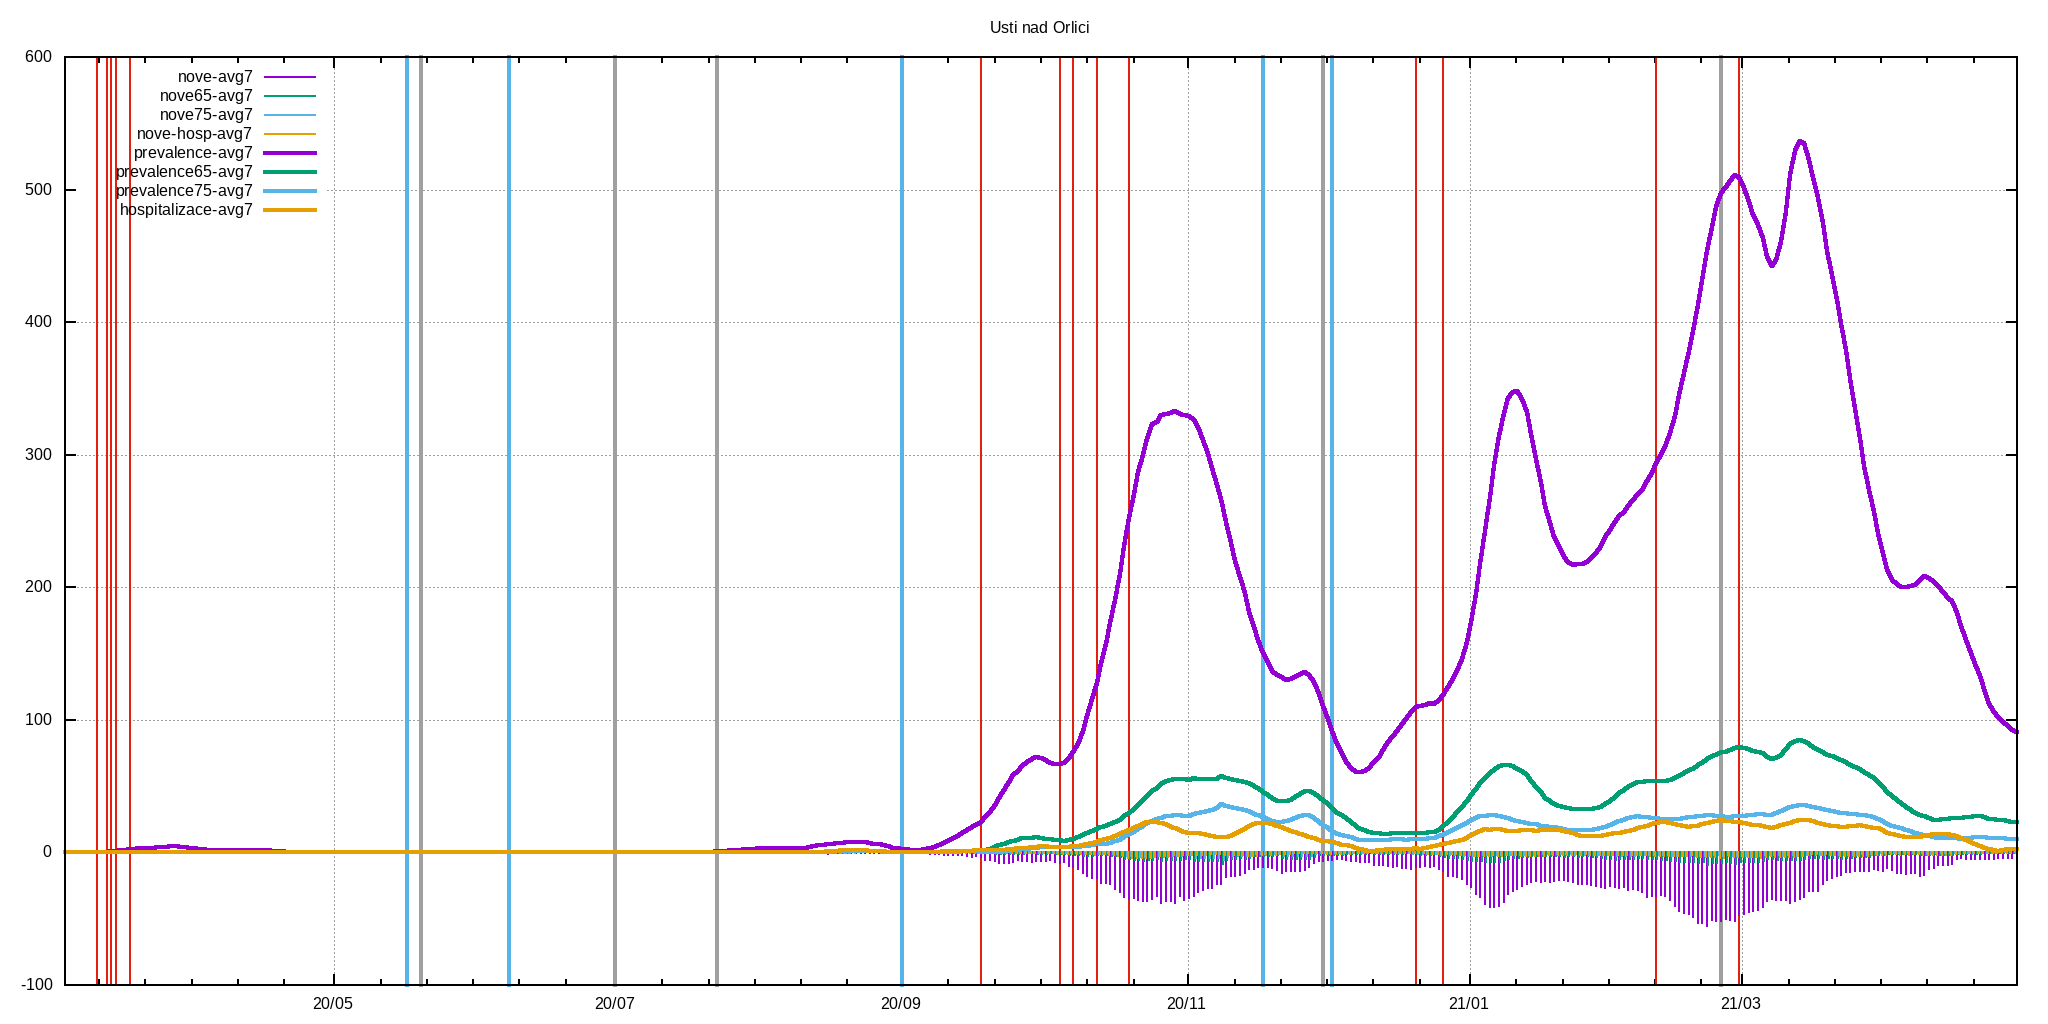 Usti nad Orlici
600
500
400
300
200
100
0
-100
nove-avg7
nove65-avg7
nove75-avg7
nove-hosp-avg7
prevalence-avg7
prevalence65-avg7
prevalence75-avg7
hospitalizace-avg7
20/05
20/07
20/09
20/11
21/01
21/03